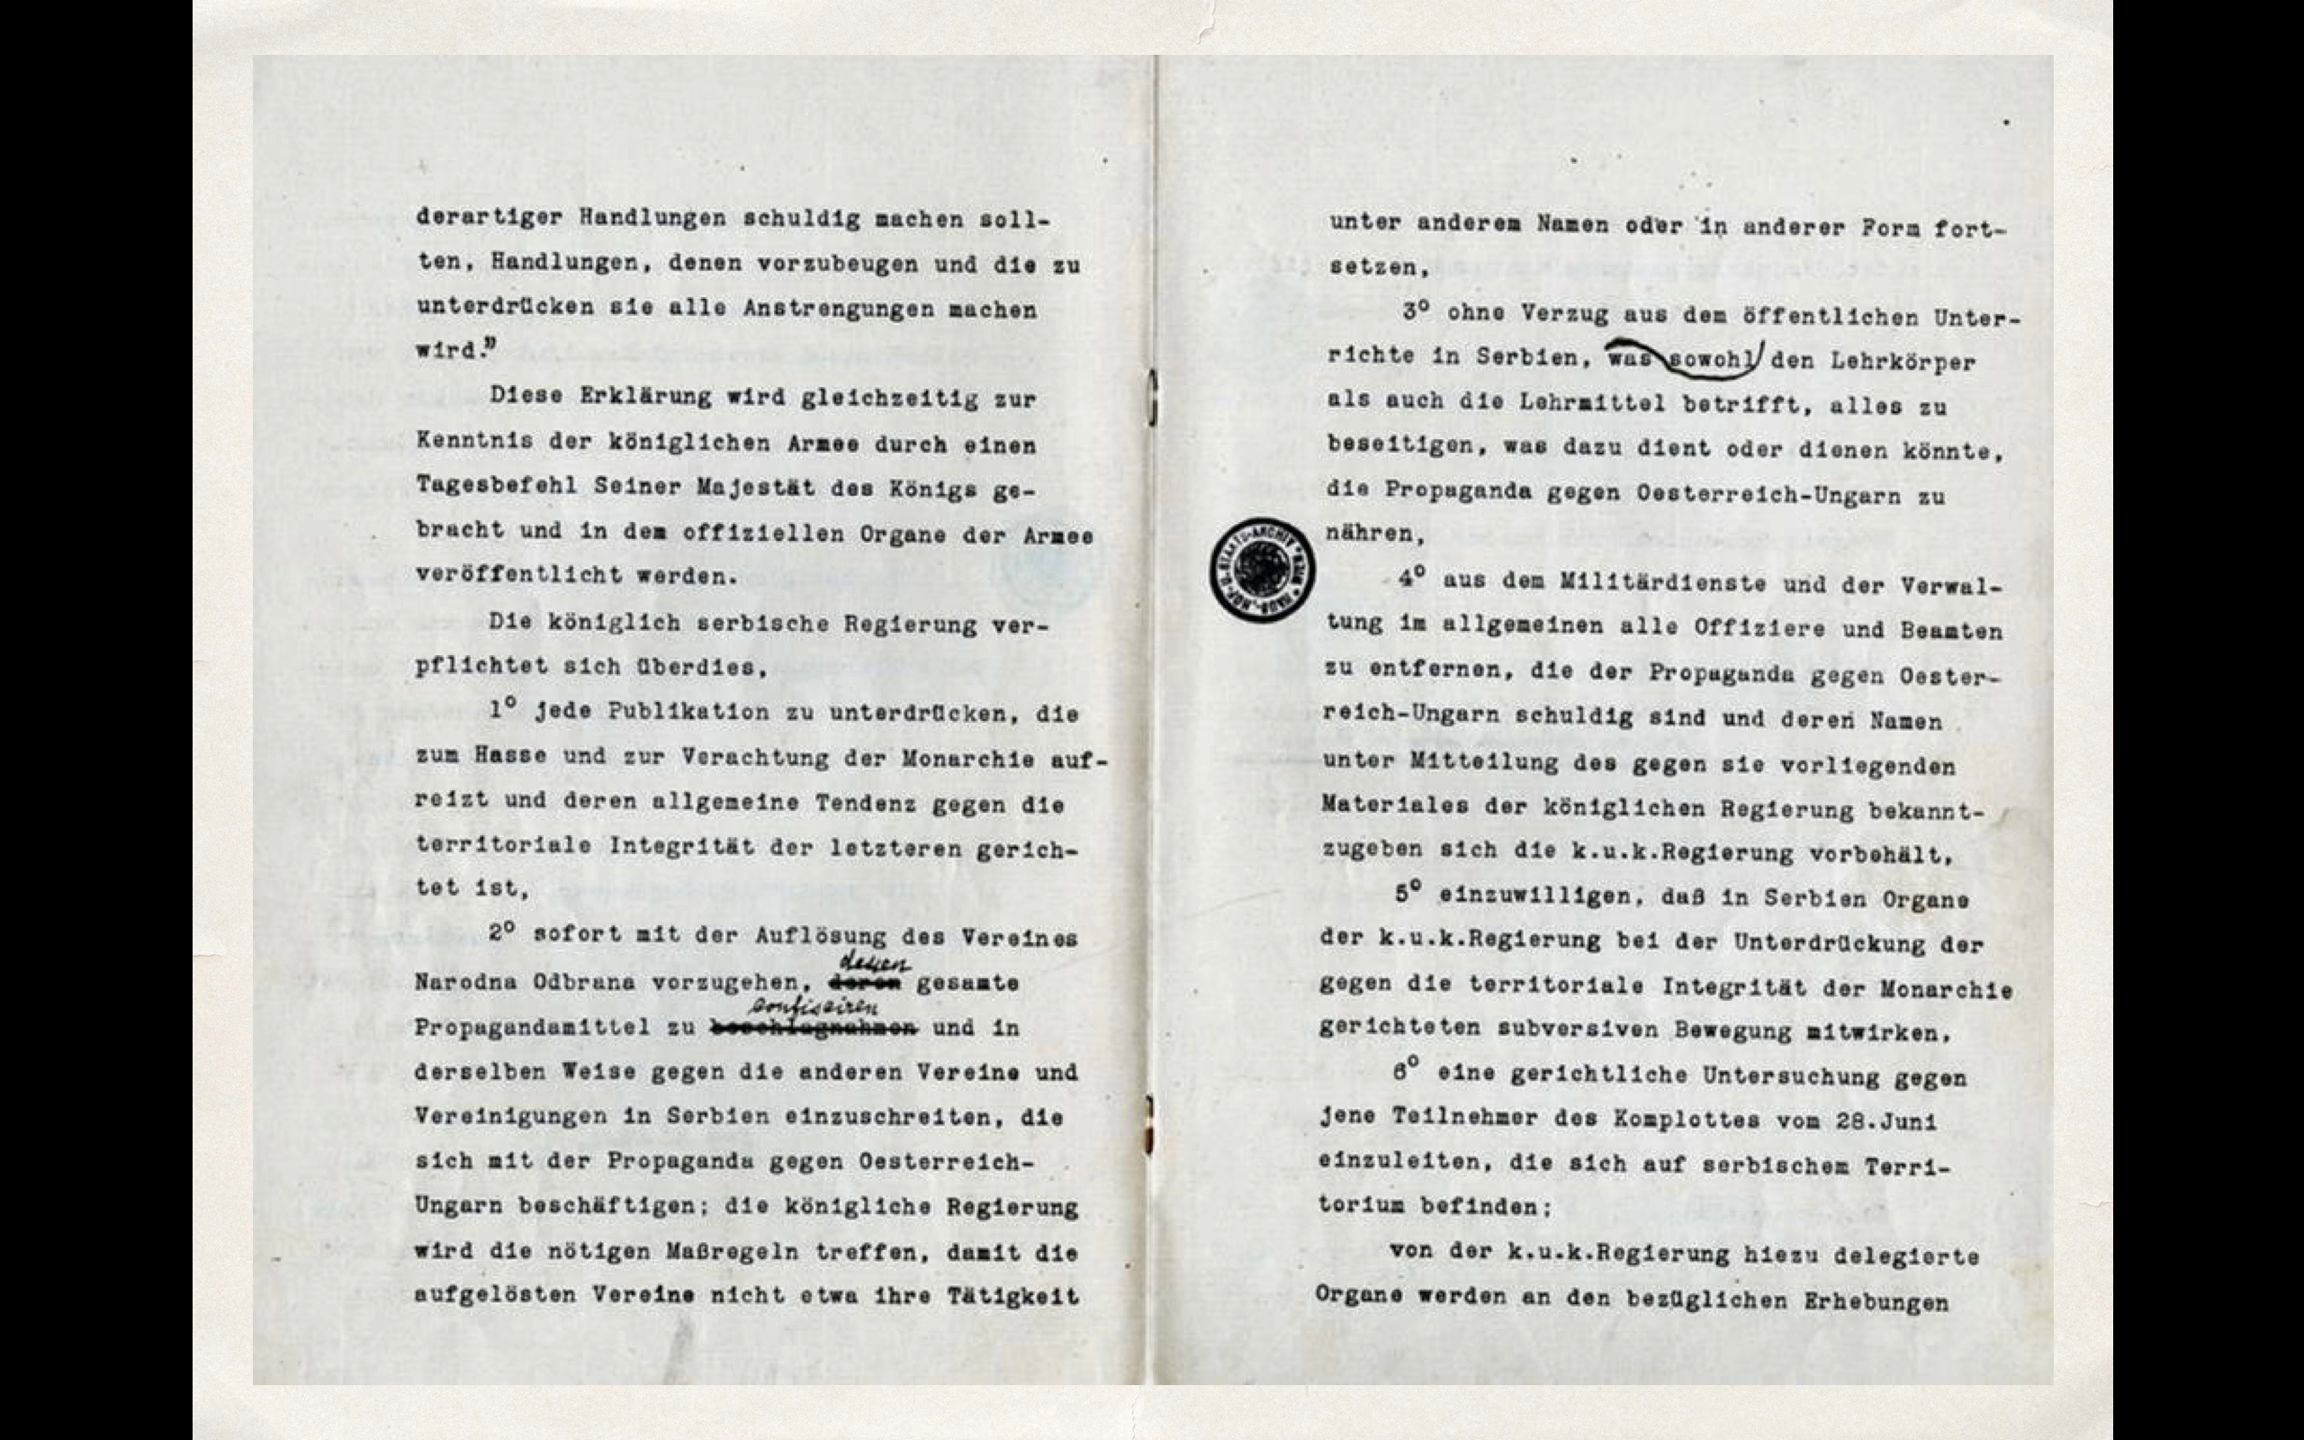 derartiger Handlungen schuldig machen soll-
ten, Handlungen, denen vorzubeugen und die zu
unterdrücken sie alle Anstrengungen machen
wird."
Diese Erklärung wird gleichzeitig zur
Kenntnis der königlichen Armee durch einen
Tagesbefehl Seiner Majestät des Königs ge-
bracht und in dem offiziellen Organe der Armee
veröffentlicht werden.
Die königlich serbische Regierung ver-
pflichtet sich überdies,
1° jede Publikation zu unterdrücken, die
zum Hasse und zur Verachtung der Monarchie auf-
reizt und deren allgemeine Tendenz gegen die
territoriale Integrität der letzteren gerich-
tet ist,
2° sofort mit der Auflösung des Vereines
dessen
Narodna Odbrana vorzugehen, deren gesamte
confisciren
Propagandamittel zu beschlagnahmen und in
derselben Weise gegen die anderen Vereine und
Vereinigungen in Serbien einzuschreiten, die
sich mit der Propaganda gegen Oesterreich-
Ungarn beschäftigen; die königliche Regierung
wird die nötigen Maßregeln treffen, damit die
aufgelösten Vereine nicht etwa ihre Tätigkeit
unter anderem Namen oder in anderer Form fort-
setzen,
3° ohne Verzug aus dem öffentlichen Unter-
richte in Serbien, was sowohl den Lehrkörper
als auch die Lehrmittel betrifft, alles zu
beseitigen, was dazu dient oder dienen könnte,
die Propaganda gegen Oesterreich-Ungarn zu
nähren,
4° aus dem Militärdienste und der Verwal-
tung im allgemeinen alle Offiziere und Beamten
zu entfernen, die der Propaganda gegen Oester-
reich-Ungarn schuldig sind und deren Namen
unter Mitteilung des gegen sie vorliegenden
Materiales der königlichen Regierung bekannt-
zugeben sich die k.u.k.Regierung vorbehält,
5° einzuwilligen, daß in Serbien Organe
der k.u.k.Regierung bei der Unterdrückung der
gegen die territoriale Integrität der Monarchie
gerichteten subversiven Bewegung mitwirken,
6° eine gerichtliche Untersuchung gegen
jene Teilnehmer des Komplottes vom 28.Juni
einzuleiten, die sich auf serbischem Terri-
torium befinden;
von der k.u.k.Regierung hiezu delegierte
Organe werden an den bezüglichen Erhebungen
HAUS-, HOF- U. STAATS-ARCHIV * WIEN *